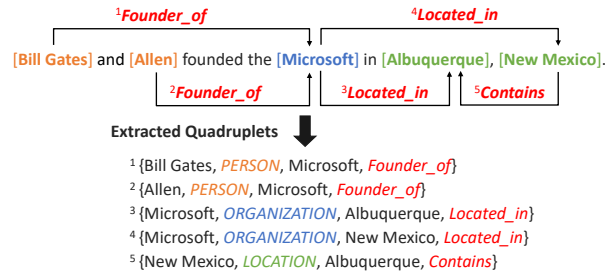 1Founder_of
4Located_in
[Bill Gates] and [Allen] founded the [Microsoft] in [Albuquerque], [New Mexico].
2Founder_of
3Located_in
5Contains
Extracted Quadruplets
1 {Bill Gates, PERSON, Microsoft, Founder_of}
2 {Allen, PERSON, Microsoft, Founder_of}
3 {Microsoft, ORGANIZATION, Albuquerque, Located_in}
4 {Microsoft, ORGANIZATION, New Mexico, Located_in}
5 {New Mexico, LOCATION, Albuquerque, Contains}